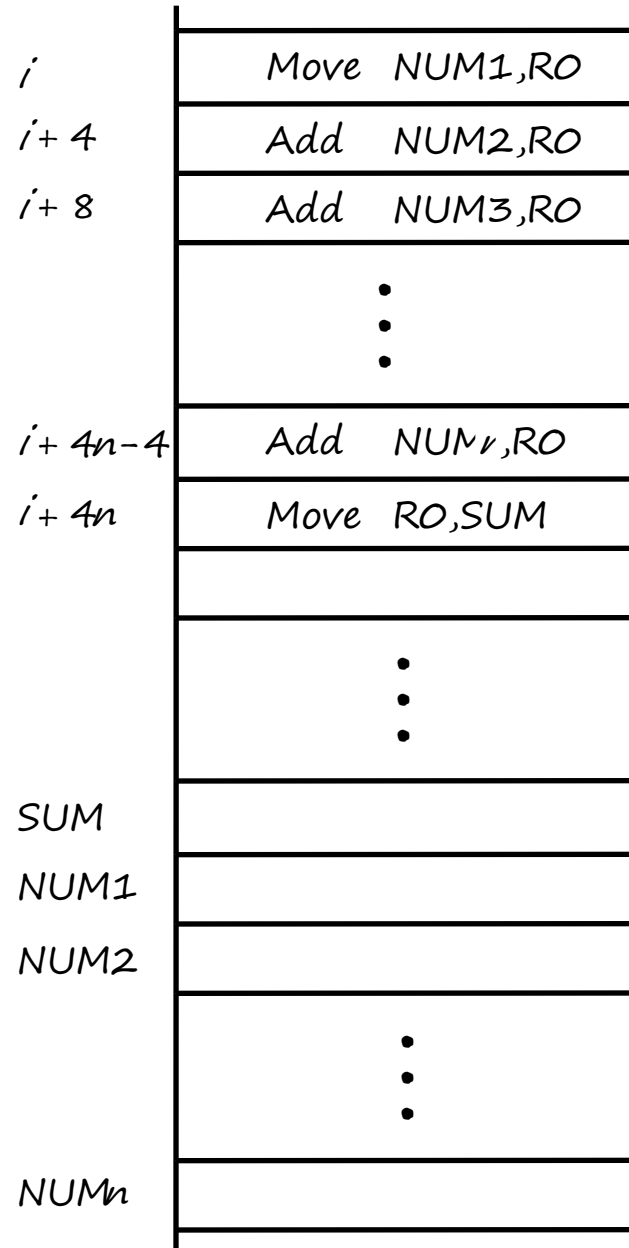 i Move NUM1,R0
i+ 4 Add NUM2,R0
i+ 8 Add NUM3,R0
i+ 4n-4 Add NUMn,R0
i+ 4n Move R0,SUM
SUM
NUM1
NUM2
NUMn